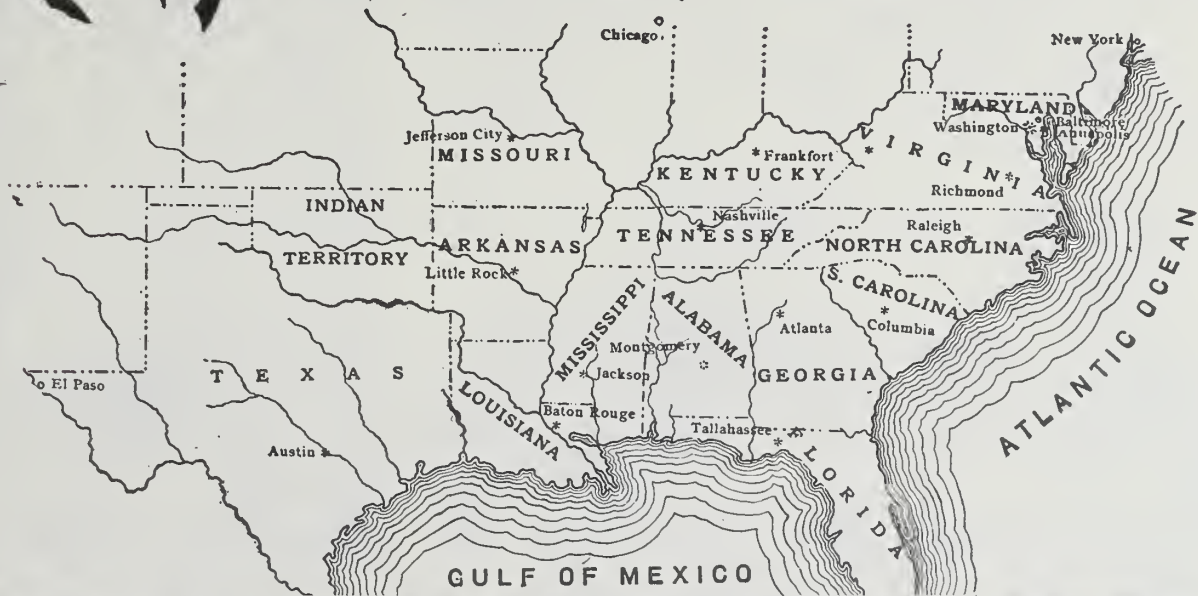 Chicago
New York
MARYLAND
Washington
Baltimore
Annapolis
Jefferson City
MISSOURI
Frankfort
KENTUCKY
VIRGINIA
Richmond
INDIAN
TERRITORY
ARKANSAS
Little Rock
Nashville
TENNESSEE
Raleigh
NORTH CAROLINA
S. CAROLINA
Columbia
MISSISSIPPI
ALABAMA
Atlanta
Montgomery
Jackson
GEORGIA
El Paso
TEXAS
LOUISIANA
Baton Rouge
Tallahassee
FLORIDA
Austin
ATLANTIC OCEAN
GULF OF MEXICO